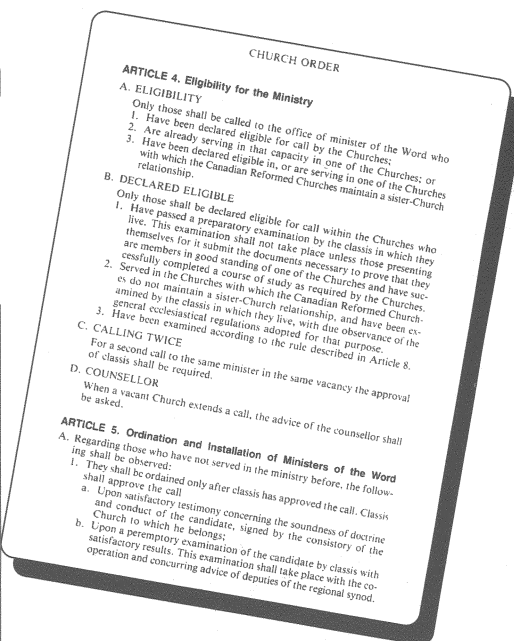 CHURCH ORDER
ARTICLE 4. Eligibility for the Ministry
A. ELIGIBILITY
Only those shall be called to the office of minister of the Word who
1. Have been declared eligible for call by the Churches;
2. Are already serving in that capacity in one of the Churches; or
3. Have been declared eligible in, or are serving in one of the Churches
with which the Canadian Reformed Churches maintain a sister-Church
relationship.
B. DECLARED ELIGIBLE
Only those shall be declared eligible for call within the Churches who
1. Have passed a preparatory examination by the classis in which they
live. This examination shall not take place unless those presenting
themselves for it submit the documents necessary to prove that they
are members in good standing of one of the Churches and have suc-
cessfully completed a course of study as required by the Churches.
2. Served in the Churches with which the Canadian Reformed Church-
es do not maintain a sister-Church relationship, and have been ex-
amined by the classis in which they live, with due observance of the
general ecclesiastical regulations adopted for that purpose.
3. Have been examined according to the rule described in Article 8.
C. CALLING TWICE
For a second call to the same minister in the same vacancy the approval
of classis shall be required.
D. COUNSELLOR
When a vacant Church extends a call, the advice of the counsellor shall
be asked.
ARTICLE 5. Ordination and Installation of Ministers of the Word
A. Regarding those who have not served in the ministry before, the follow-
ing shall be observed:
1. They shall be ordained only after classis has approved the call. Classis
shall approve the call
a. Upon satisfactory testimony concerning the soundness of doctrine
and conduct of the candidate, signed by the consistory of the
Church to which he belongs;
b. Upon a peremptory examination of the candidate by classis with
satisfactory results. This examination shall take place with the co-
operation and concurring advice of deputies of the regional synod.